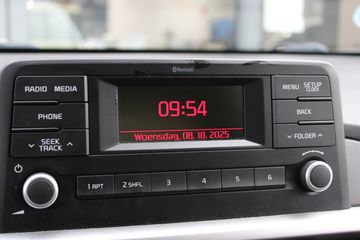 Bluetooth
RADIO MEDIA
PHONE
SEEK
TRACK
09:54
Woensdag, 08. 10. 2025
MENU SETUP
CLOCK
BACK
FOLDER
1 RPT 2 SHFL 3 4 5 6